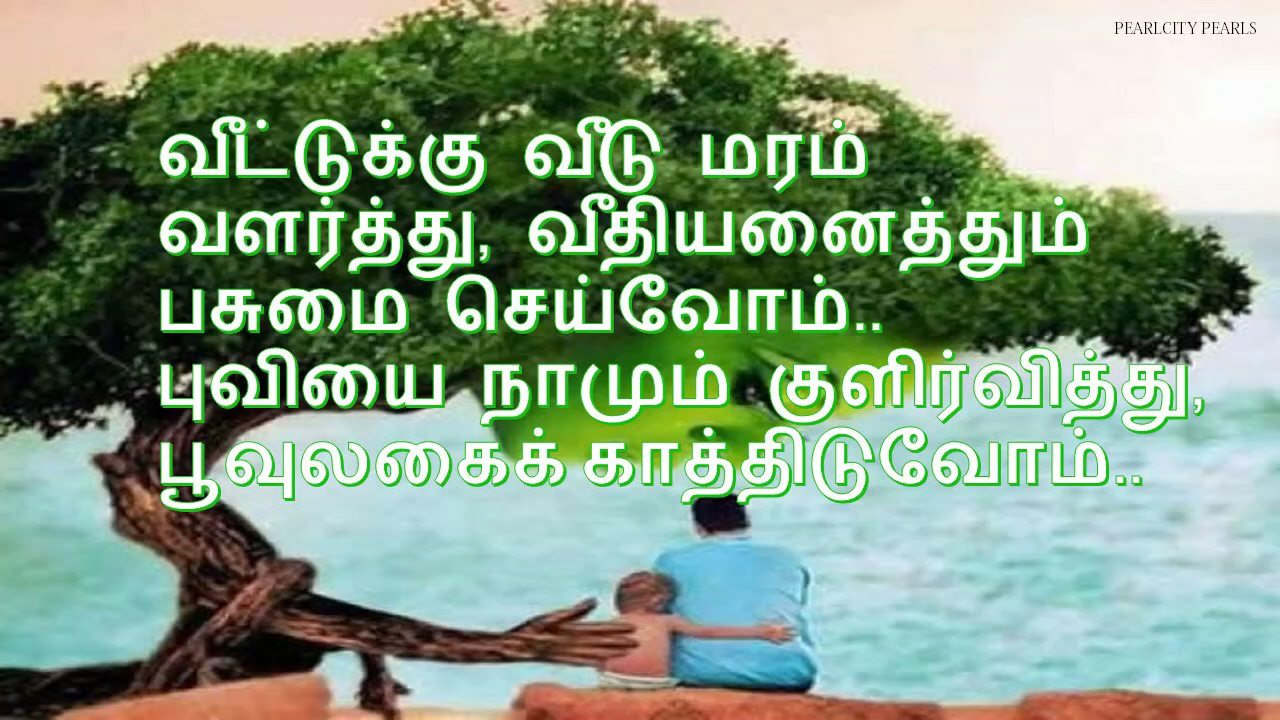 PEARLCITY PEARLS
வீட்டுக்கு வீடு மரம்
வளர்த்து, வீதியனைத்தும்
பசுமை செய்வோம்..
புவியை நாமும் குளிர்வித்து,
பூவுலகைக் காத்திடுவோம்..